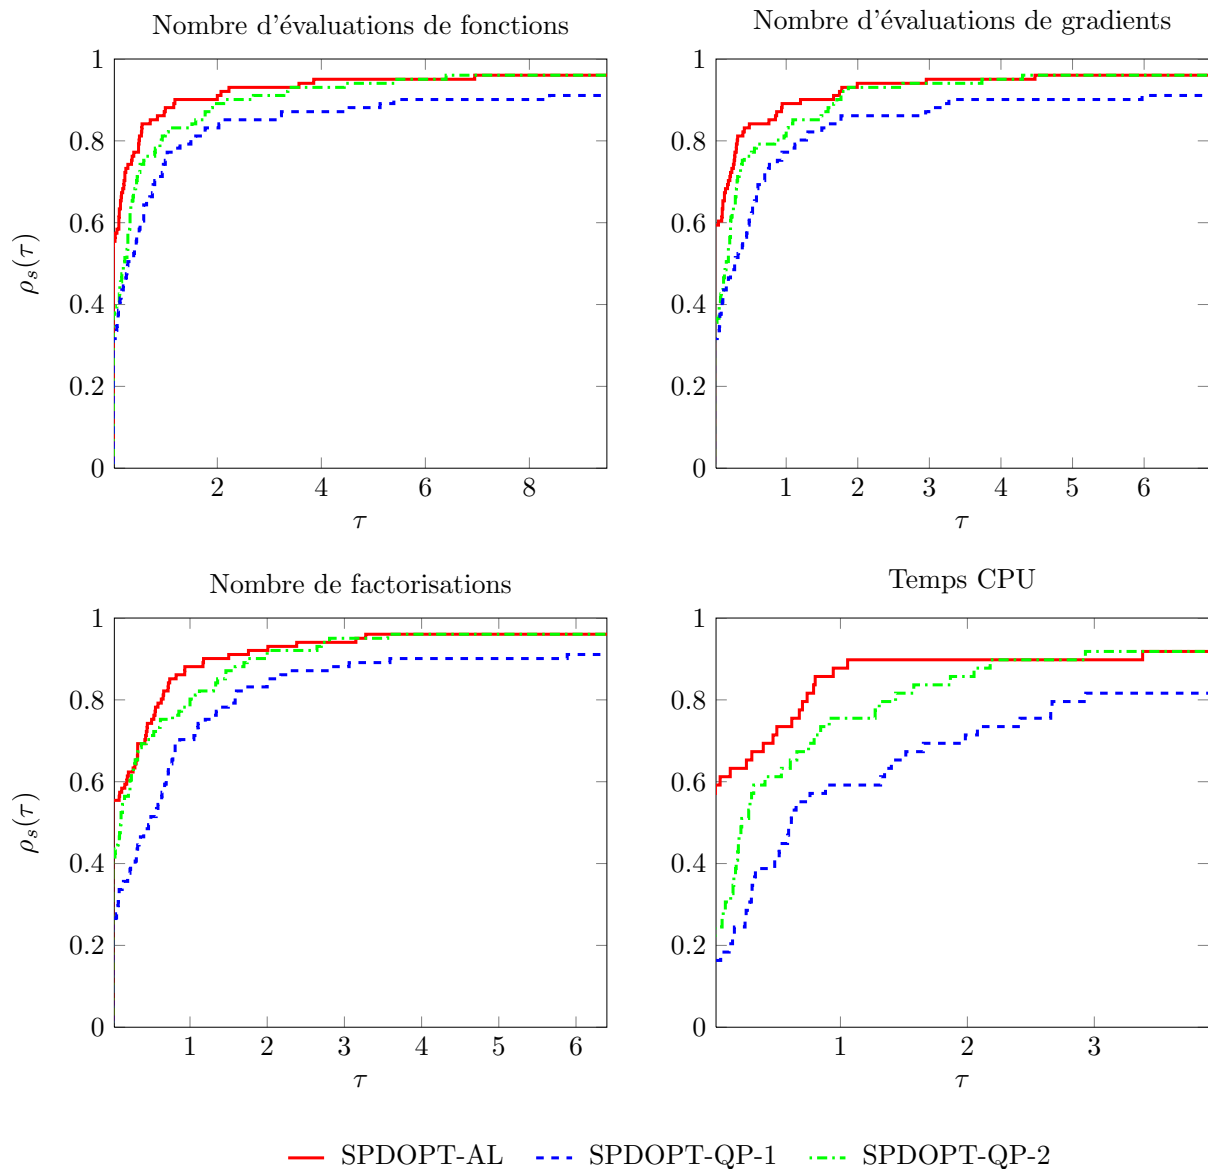 Nombre d'évaluations de fonctions
Nombre d'évaluations de gradients
1
0.8
0.6
0.4
0.2
0
2 4 6 8
ρs(τ)
τ
1
0.8
0.6
0.4
0.2
0
1 2 3 4 5 6
τ
Nombre de factorisations
Temps CPU
1
0.8
0.6
0.4
0.2
0
1 2 3 4 5 6
ρs(τ)
τ
1
0.8
0.6
0.4
0.2
0
1 2 3
τ
SPDOPT-AL SPDOPT-QP-1 SPDOPT-QP-2